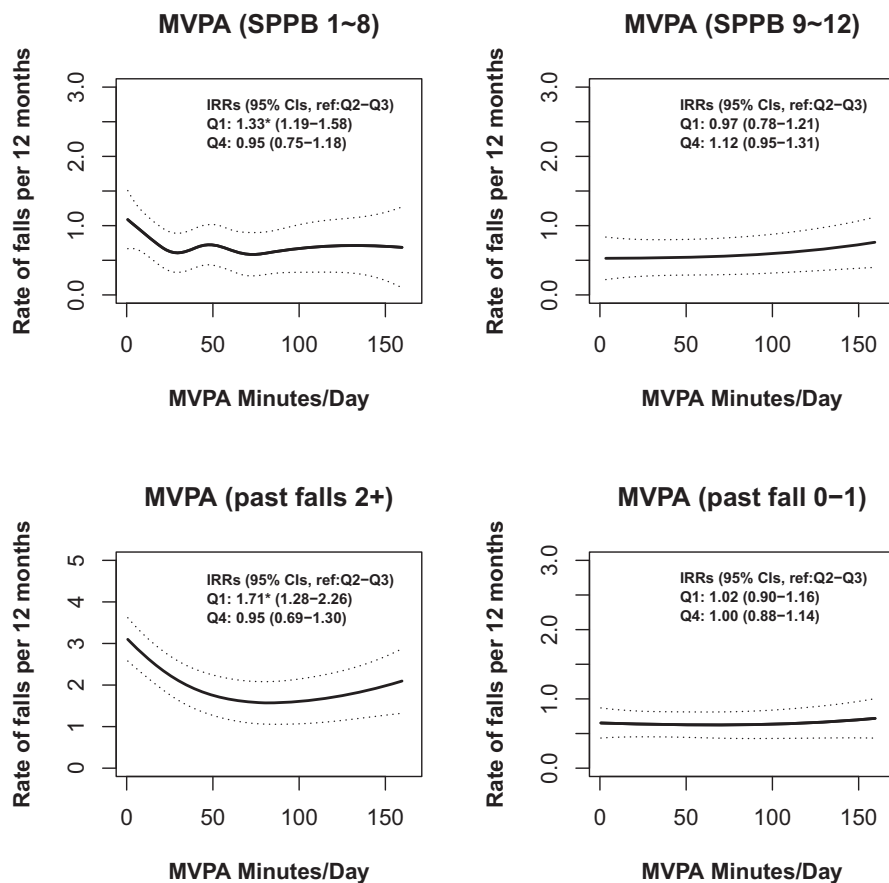 MVPA (SPPB 1~8)
Rate of falls per 12 months
3.0
2.0
1.0
0.0
IRRs (95% CIs, ref:Q2−Q3)
Q1: 1.33* (1.19−1.58)
Q4: 0.95 (0.75−1.18)
0 50 100 150
MVPA Minutes/Day
MVPA (SPPB 9~12)
Rate of falls per 12 months
3.0
2.0
1.0
0.0
IRRs (95% CIs, ref:Q2−Q3)
Q1: 0.97 (0.78−1.21)
Q4: 1.12 (0.95−1.31)
0 50 100 150
MVPA Minutes/Day
MVPA (past falls 2+)
Rate of falls per 12 months
5
4
3
2
1
0
IRRs (95% CIs, ref:Q2−Q3)
Q1: 1.71* (1.28−2.26)
Q4: 0.95 (0.69−1.30)
0 50 100 150
MVPA Minutes/Day
MVPA (past fall 0−1)
Rate of falls per 12 months
3.0
2.0
1.0
0.0
IRRs (95% CIs, ref:Q2−Q3)
Q1: 1.02 (0.90−1.16)
Q4: 1.00 (0.88−1.14)
0 50 100 150
MVPA Minutes/Day